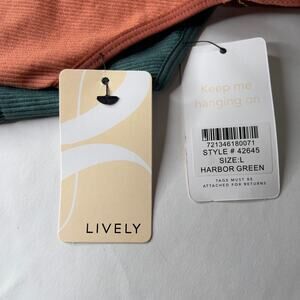 LIVELY
Keep me
hanging on
721346180071
STYLE # 42645
SIZE:L
HARBOR GREEN
TAGS MUST BE
ATTACHED FOR RETURNS